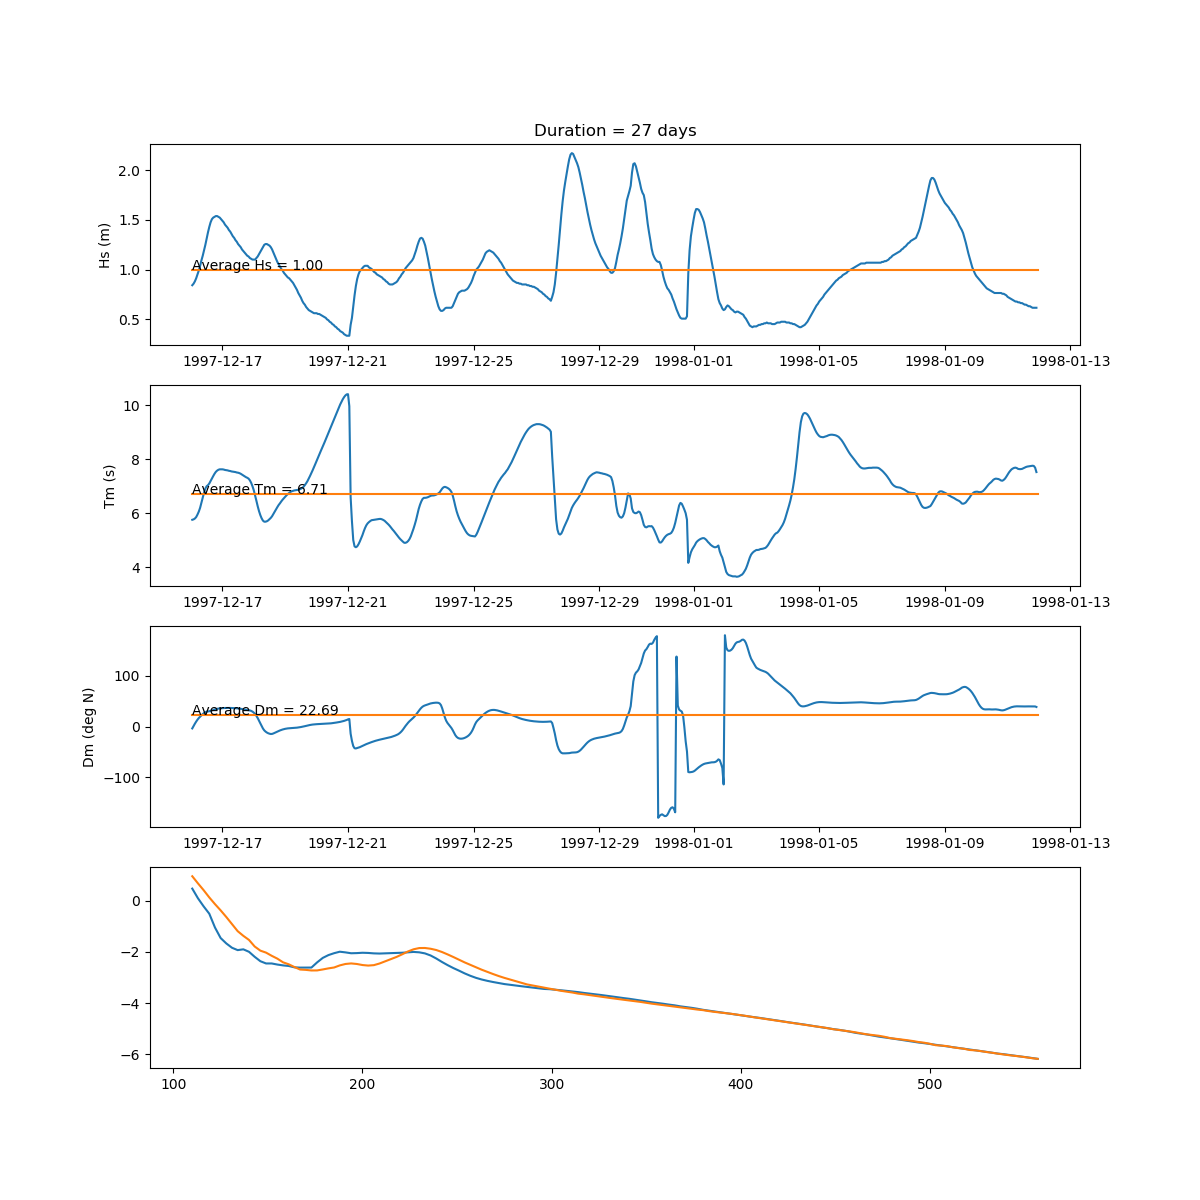 Duration = 27 days
2.0
1.5
1.0
0.5
Hs (m)
Average Hs = 1.00
1997-12-17 1997-12-21 1997-12-25 1997-12-29 1998-01-01 1998-01-05 1998-01-09 1998-01-13
10
8
6
4
Tm (s)
Average Tm = 6.71
1997-12-17 1997-12-21 1997-12-25 1997-12-29 1998-01-01 1998-01-05 1998-01-09 1998-01-13
100
0
−100
Dm (deg N)
Average Dm = 22.69
1997-12-17 1997-12-21 1997-12-25 1997-12-29 1998-01-01 1998-01-05 1998-01-09 1998-01-13
0
−2
−4
−6
100 200 300 400 500